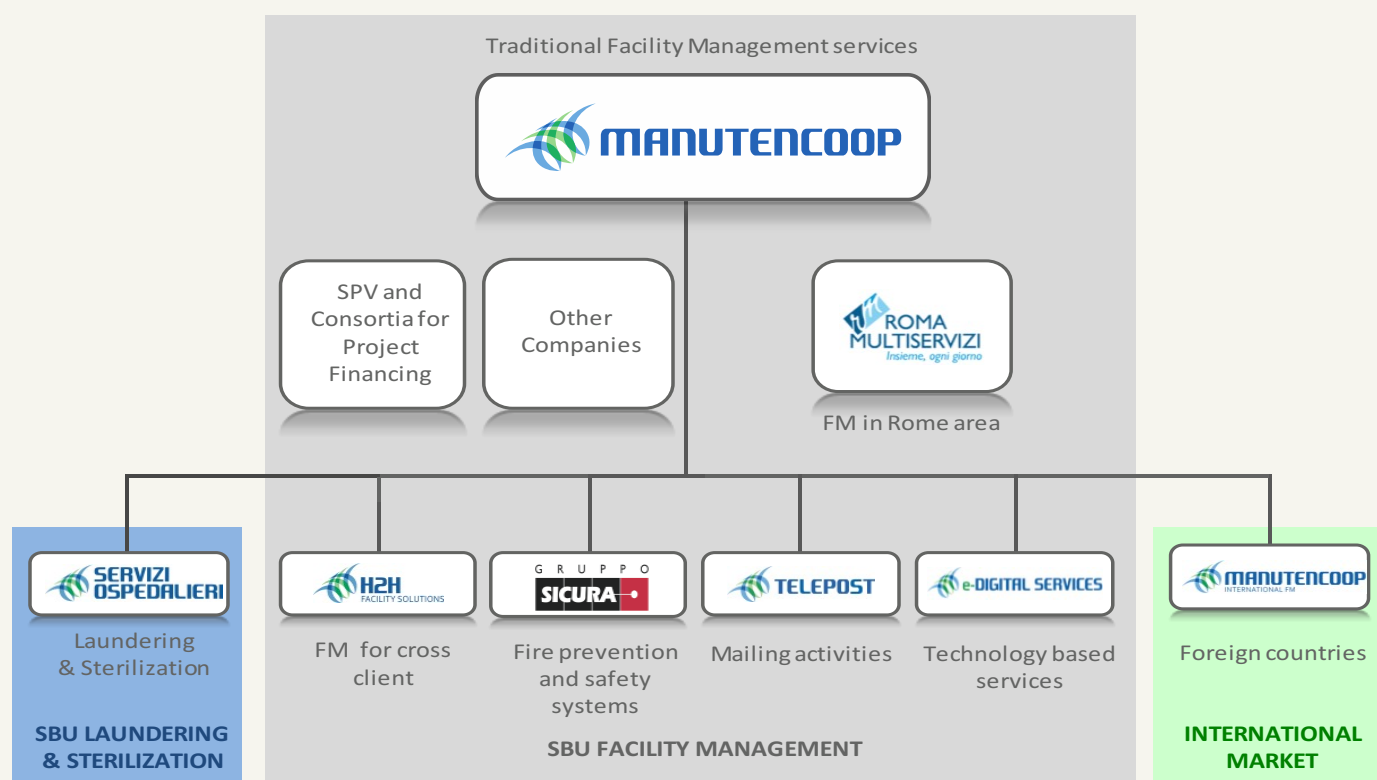 Traditional Facility Management services
MANUTENCOOP
SPV and
Consortia for
Project
Financing
Other
Companies
rm
ROMA
MULTISERVIZI
Insieme, ogni giorno
FM in Rome area
SERVIZI
OSPEDALIERI
Laundering
& Sterilization
SBU LAUNDERING
& STERILIZATION
H2H
FACILITY SOLUTIONS
FM for cross
client
GRUPPO
SICURA
Fire prevention
and safety
systems
TELEPOST
Mailing activities
e-DIGITAL SERVICES
Technology based
services
SBU FACILITY MANAGEMENT
MANUTENCOOP
INTERNATIONAL FM
Foreign countries
INTERNATIONAL
MARKET